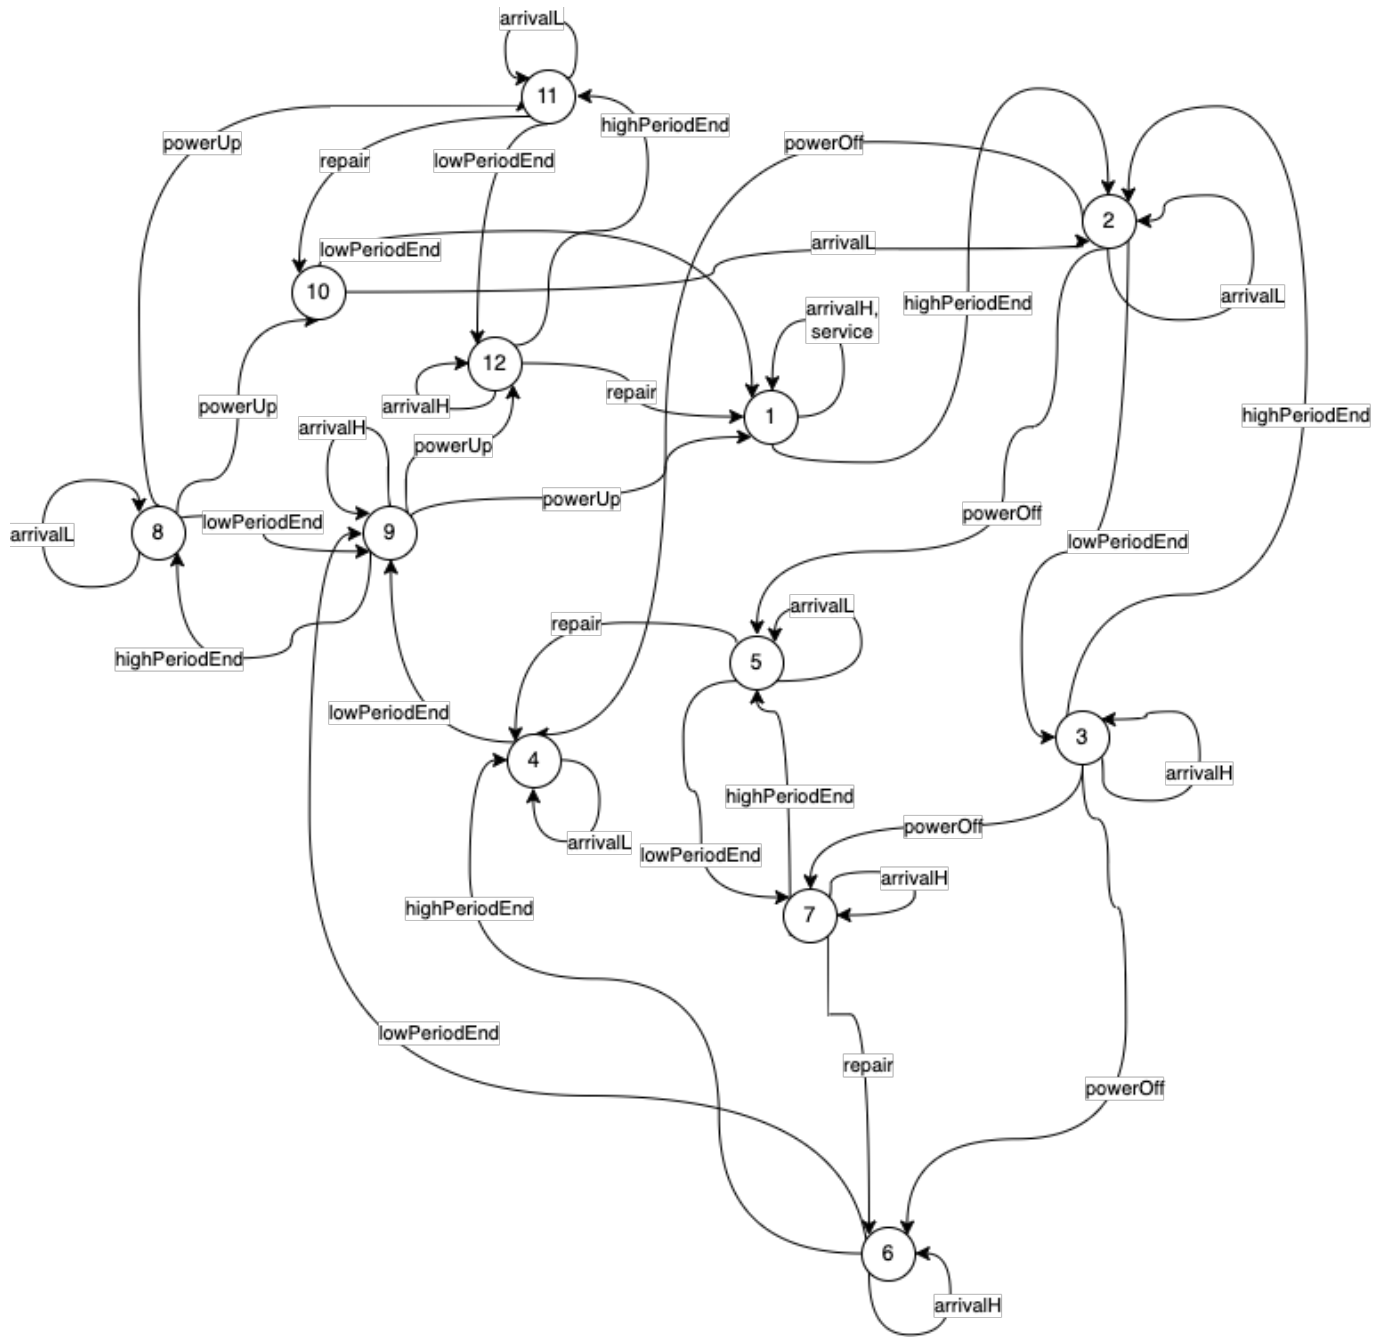 arrivalL
11
highPeriodEnd
powerUp
powerOff
repair
lowPeriodEnd
2
arrivalL
lowPeriodEnd
10
arrivalL
highPeriodEnd
arrivalH,
service
12
repair
powerUp
arrivalH
1
highPeriodEnd
arrivalH
powerUp
powerUp
powerOff
lowPeriodEnd
8
9
arrivalL
lowPeriodEnd
arrivalL
repair
highPeriodEnd
5
lowPeriodEnd
3
4
arrivalH
highPeriodEnd
powerOff
arrivalL
lowPeriodEnd
arrivalH
highPeriodEnd
7
lowPeriodEnd
repair
powerOff
6
arrivalH